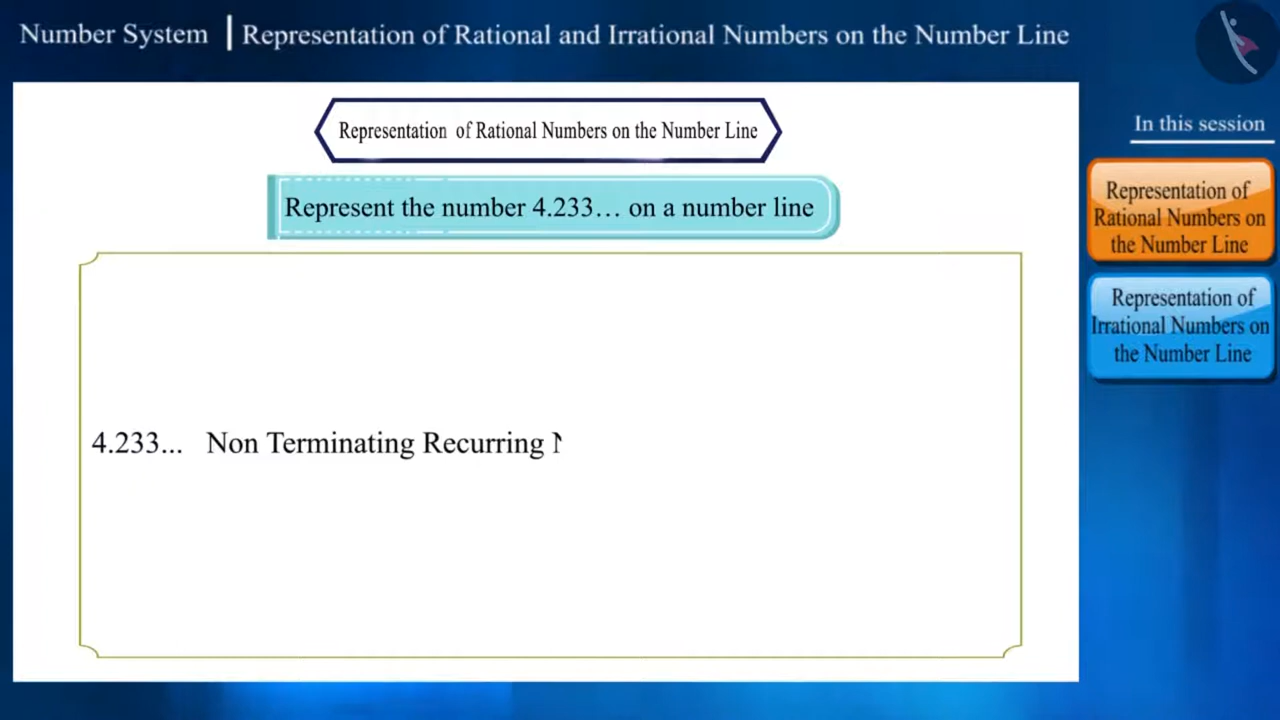 Number System | Representation of Rational and Irrational Numbers on the Number Line
In this session
Representation of Rational Numbers on the Number Line
Represent the number 4.233... on a number line
Representation of
Rational Numbers on
the Number Line
Representation of
Irrational Numbers on
the Number Line
4.233... Non Terminating Recurring